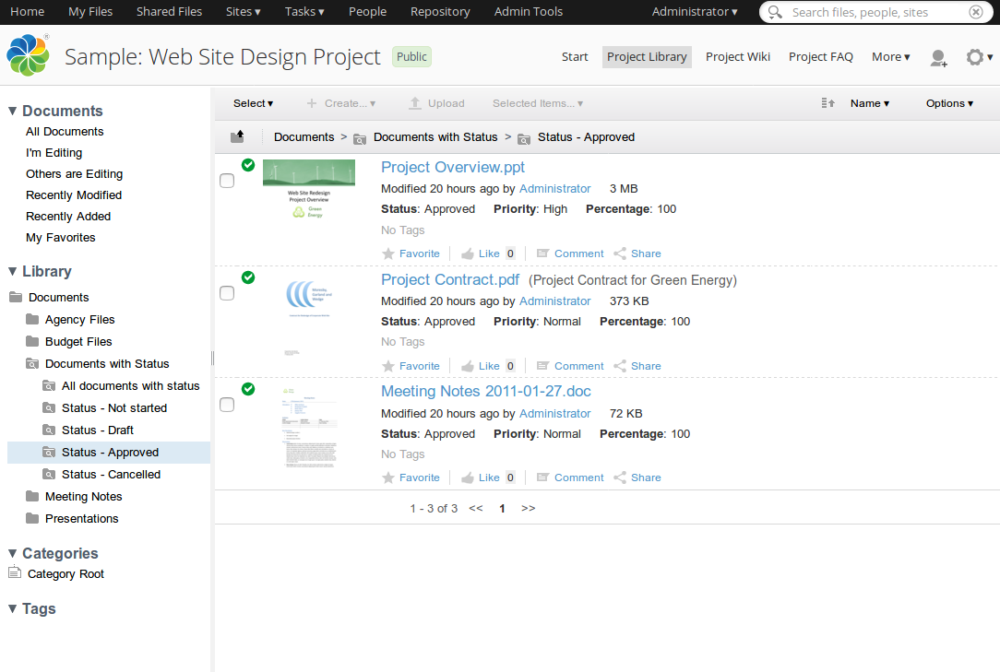 Home My Files Shared Files Sites ▾ Tasks ▾ People Repository Admin Tools Administrator ▾ Search files, people, sites
Sample: Web Site Design Project Public Start Project Library Project Wiki Project FAQ More ▾
Select ▾ Create... ▾ Upload Selected Items... ▾ Name ▾ Options ▾
Documents > Documents with Status > Status - Approved
▼ Documents
All Documents
I'm Editing
Others are Editing
Recently Modified
Recently Added
My Favorites
▼ Library
Documents
Agency Files
Budget Files
Documents with Status
All documents with status
Status - Not started
Status - Draft
Status - Approved
Status - Cancelled
Meeting Notes
Presentations
▼ Categories
Category Root
▼ Tags
Web Site Redesign
Project Overview
Green
Energy
Project Overview.ppt
Modified 20 hours ago by Administrator 3 MB
Status: Approved Priority: High Percentage: 100
No Tags
Favorite Like 0 Comment Share
Project Contract.pdf (Project Contract for Green Energy)
Modified 20 hours ago by Administrator 373 KB
Status: Approved Priority: Normal Percentage: 100
No Tags
Favorite Like 0 Comment Share
Meeting Notes 2011-01-27.doc
Modified 20 hours ago by Administrator 72 KB
Status: Approved Priority: Normal Percentage: 100
No Tags
Favorite Like 0 Comment Share
1 - 3 of 3 << 1 >>